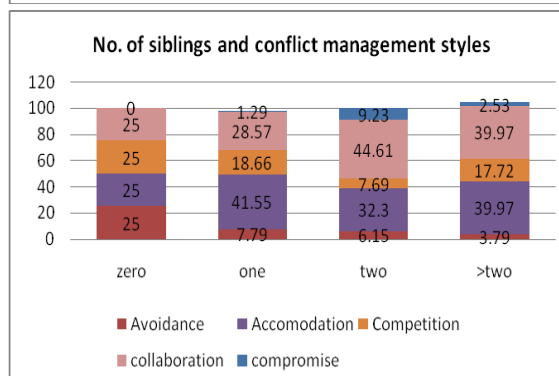 No. of siblings and conflict management styles
120
100
80
60
40
20
0
0 1.29 9.23 2.53
25 28.57 44.61 39.97
25 18.66 7.69 17.72
25 41.55 32.3 39.97
25 7.79 6.15 3.79
zero one two >two
Avoidance Accomodation Competition
collaboration compromise